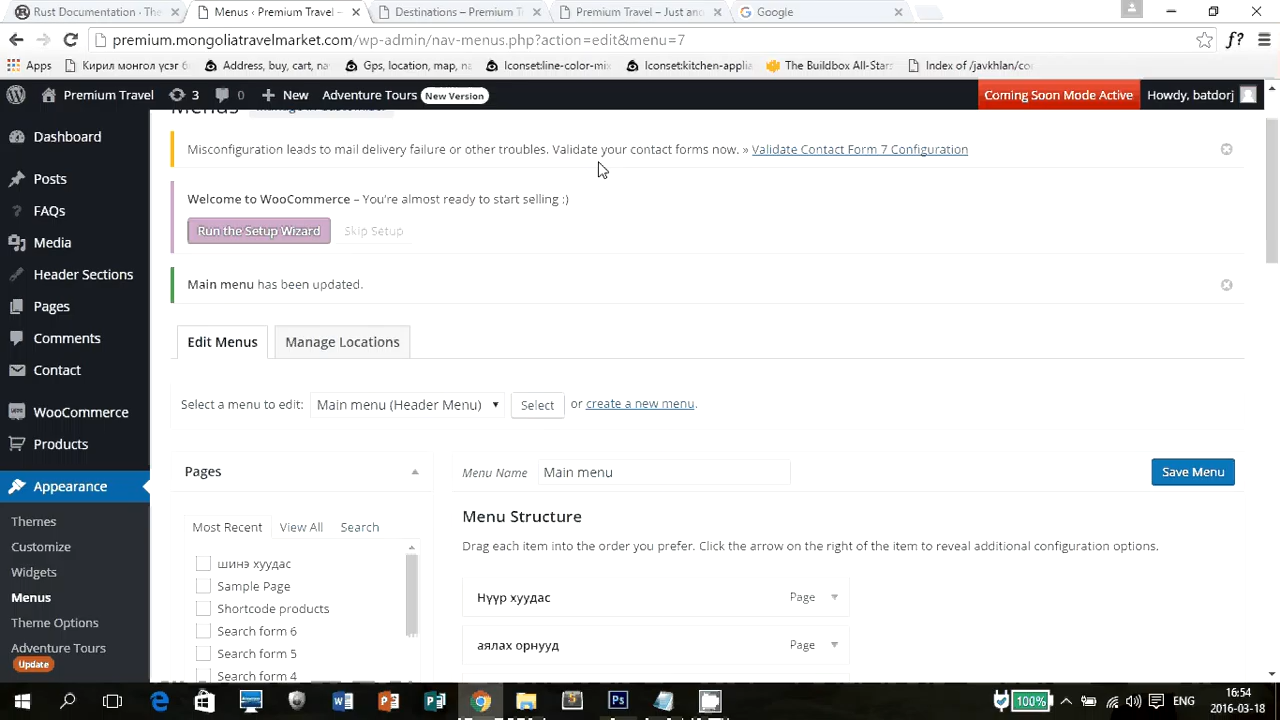 Rust Documentation - The
Menus ‹ Premium Travel –
Destinations – Premium T
Premium Travel – Just ano
Google
premium.mongoliatravelmarket.com/wp-admin/nav-menus.php?action=edit&menu=7
f?
Apps
Кирил монгол үсэг б
Address, buy, cart, na
Gps, location, map, na
Iconset:color-mix
Iconset:kitchen-applia
The Buildbox All-Stars
Index of /javkhlan/co
Premium Travel
3
0
New
Adventure Tours New Version
Coming Soon Mode Active
Howdy, batdorj
Menus
Manage in Customizer
Misconfiguration leads to mail delivery failure or other troubles. Validate your contact forms now. » Validate Contact Form 7 Configuration
Welcome to WooCommerce – You're almost ready to start selling :)
Run the Setup Wizard
Skip Setup
Main menu has been updated.
Edit Menus
Manage Locations
Select a menu to edit:
Main menu (Header Menu)
Select
or create a new menu.
Dashboard
Posts
FAQs
Media
Header Sections
Pages
Comments
Contact
WooCommerce
Products
Appearance
Themes
Customize
Widgets
Menus
Theme Options
Adventure Tours
Update
Pages
Most Recent
View All
Search
шинэ хуудас
Sample Page
Shortcode products
Search form 6
Search form 5
Search form 4
Menu Name
Main menu
Save Menu
Menu Structure
Drag each item into the order you prefer. Click the arrow on the right of the item to reveal additional configuration options.
Нүүр хуудас
Page
аялах орнууд
Page
100%
ENG
16:54
2016-03-18